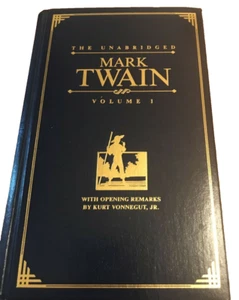 THE UNABRIDGED
MARK
TWAIN
VOLUME I
WITH OPENING REMARKS
BY KURT VONNEGUT, JR.